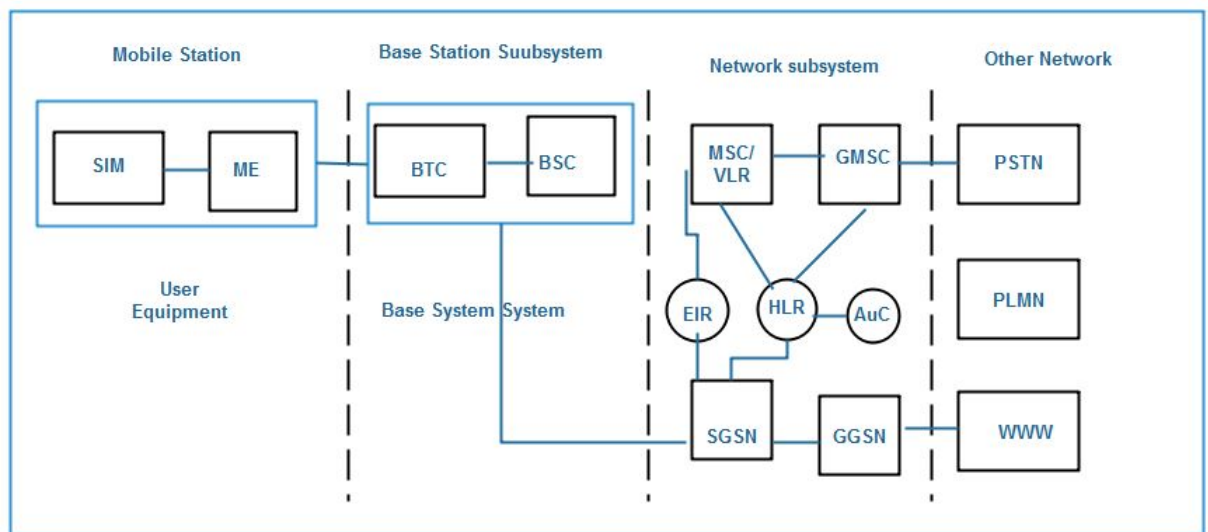 Mobile Station
Base Station Suubsystem
Network subsystem
Other Network
SIM
ME
BTC
BSC
MSC/
VLR
GMSC
PSTN
User
Equipment
Base System System
EIR
HLR
AuC
PLMN
SGSN
GGSN
WWW